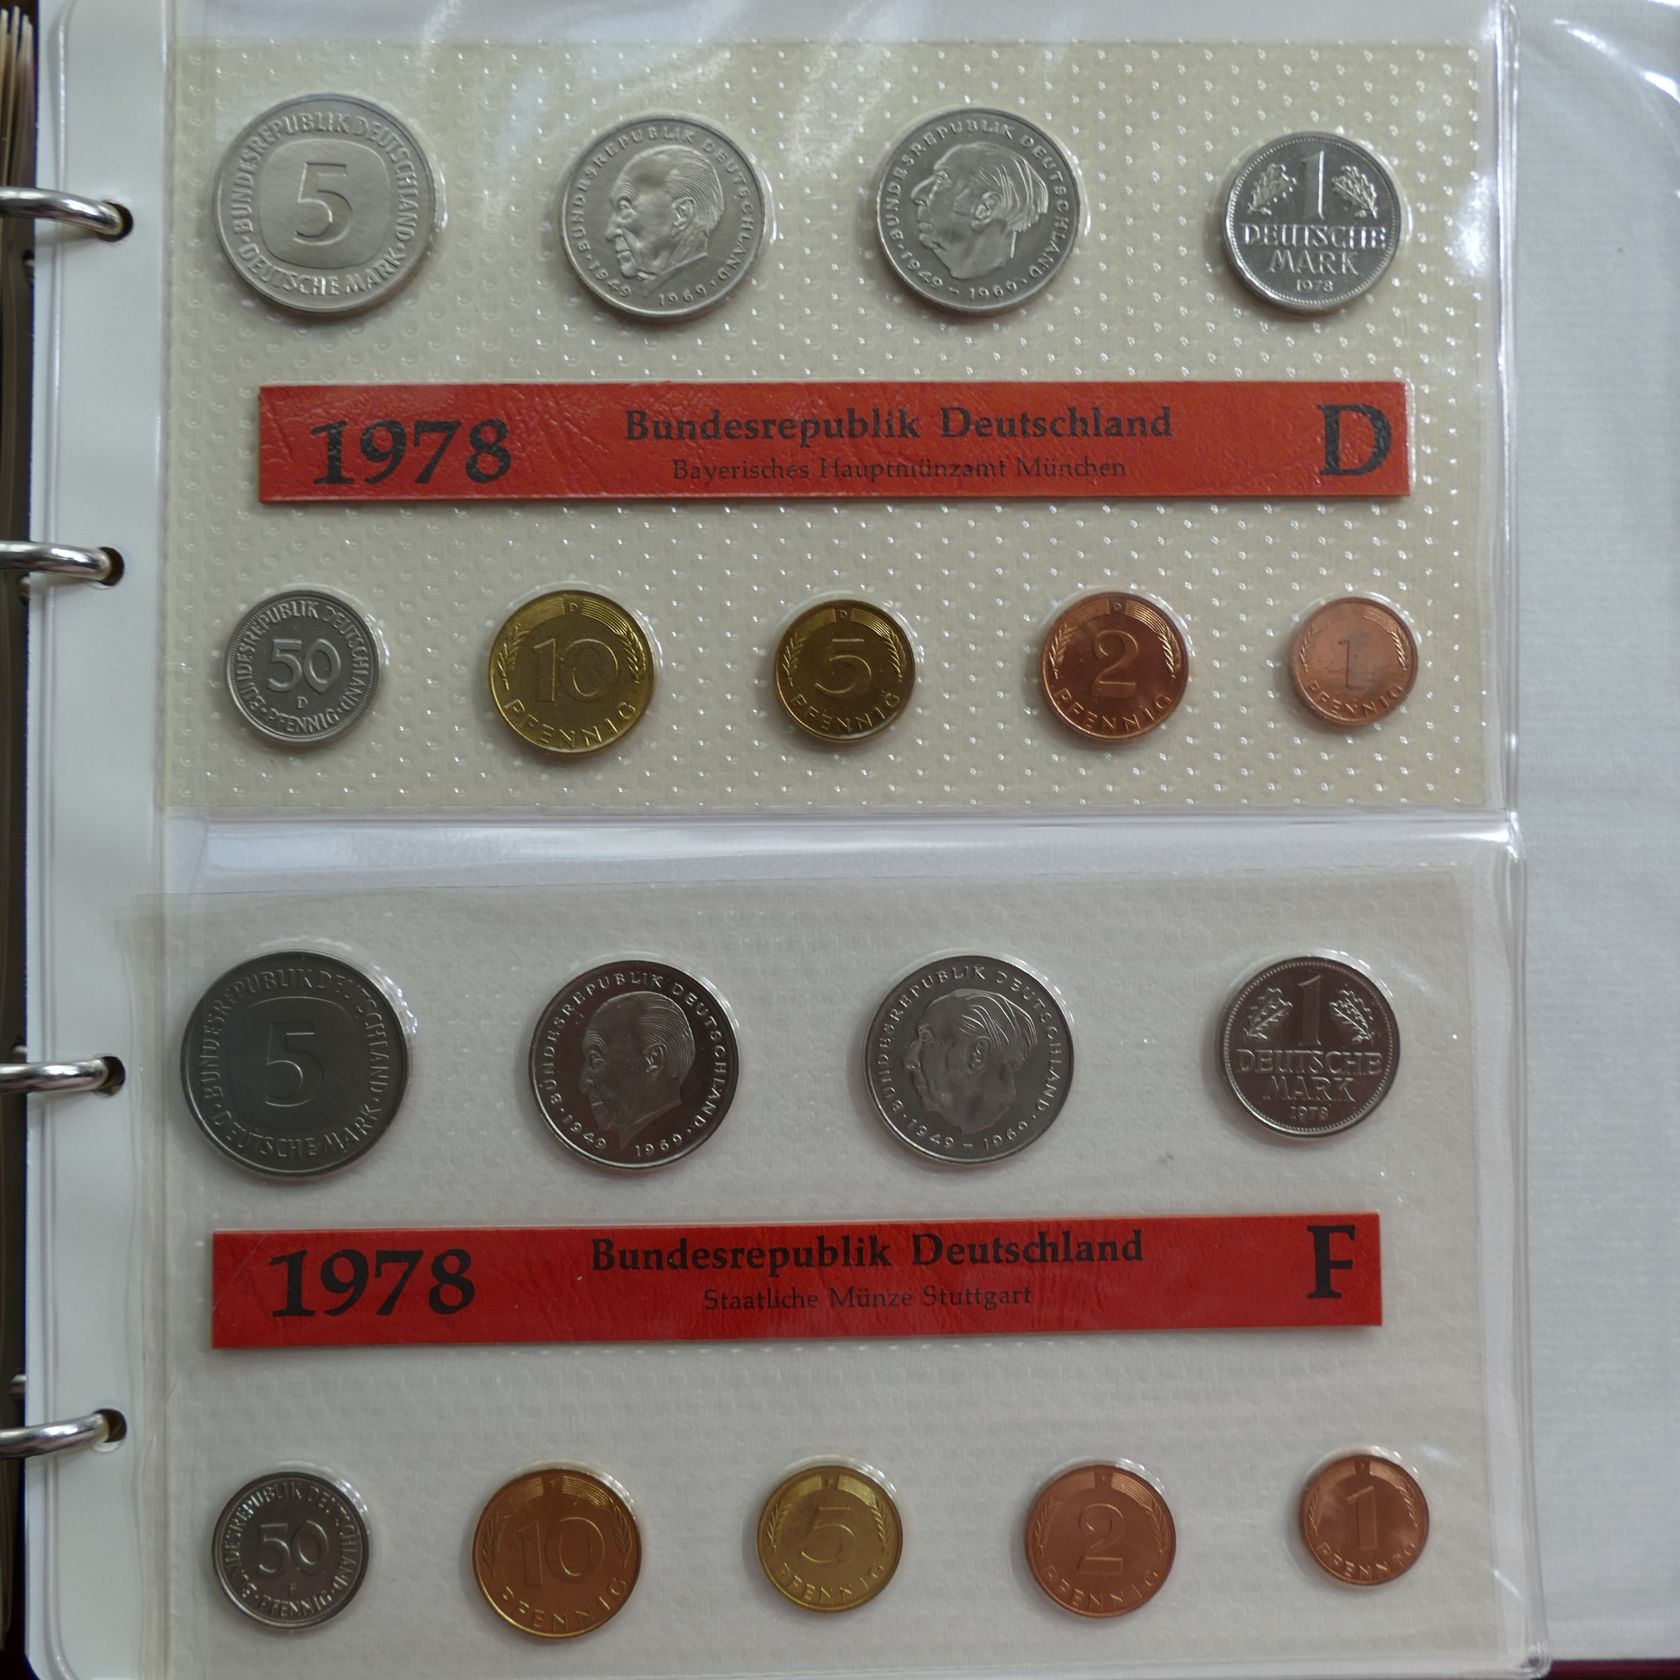 BUNDESREPUBLIK DEUTSCHLAND
5
DEUTSCHE MARK
BUNDESREPUBLIK DEUTSCHLAND
1949 1969
BUNDESREPUBLIK DEUTSCHLAND
1949 – 1969
1
DEUTSCHE
MARK
1978
1978
Bundesrepublik Deutschland
Bayerisches Hauptmünzamt München
D
BUNDESREPUBLIK DEUTSCHLAND
50
D
PFENNIG
D
10
PFENNIG
D
5
PFENNIG
D
2
PFENNIG
1
PFENNIG
BUNDESREPUBLIK DEUTSCHLAND
5
DEUTSCHE MARK
BUNDESREPUBLIK DEUTSCHLAND
1949 1969
BUNDESREPUBLIK DEUTSCHLAND
1949 – 1969
1
DEUTSCHE
MARK
1978
1978
Bundesrepublik Deutschland
Staatliche Münze Stuttgart
F
BUNDESREPUBLIK DEUTSCHLAND
50
F
PFENNIG
10
PFENNIG
5
PFENNIG
2
PFENNIG
1
PFENNIG